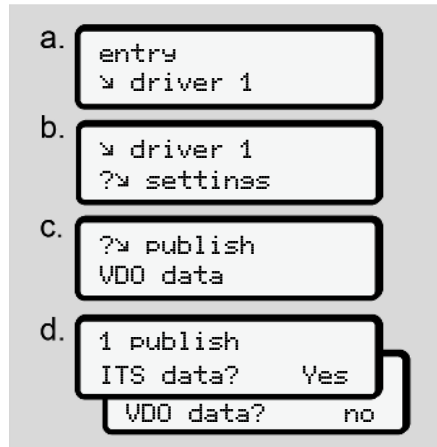 a.
entry
↘ driver 1
b.
↘ driver 1
?↘ settings
c.
?↘ publish
VDO data
d.
1 publish
ITS data? Yes
VDO data? no